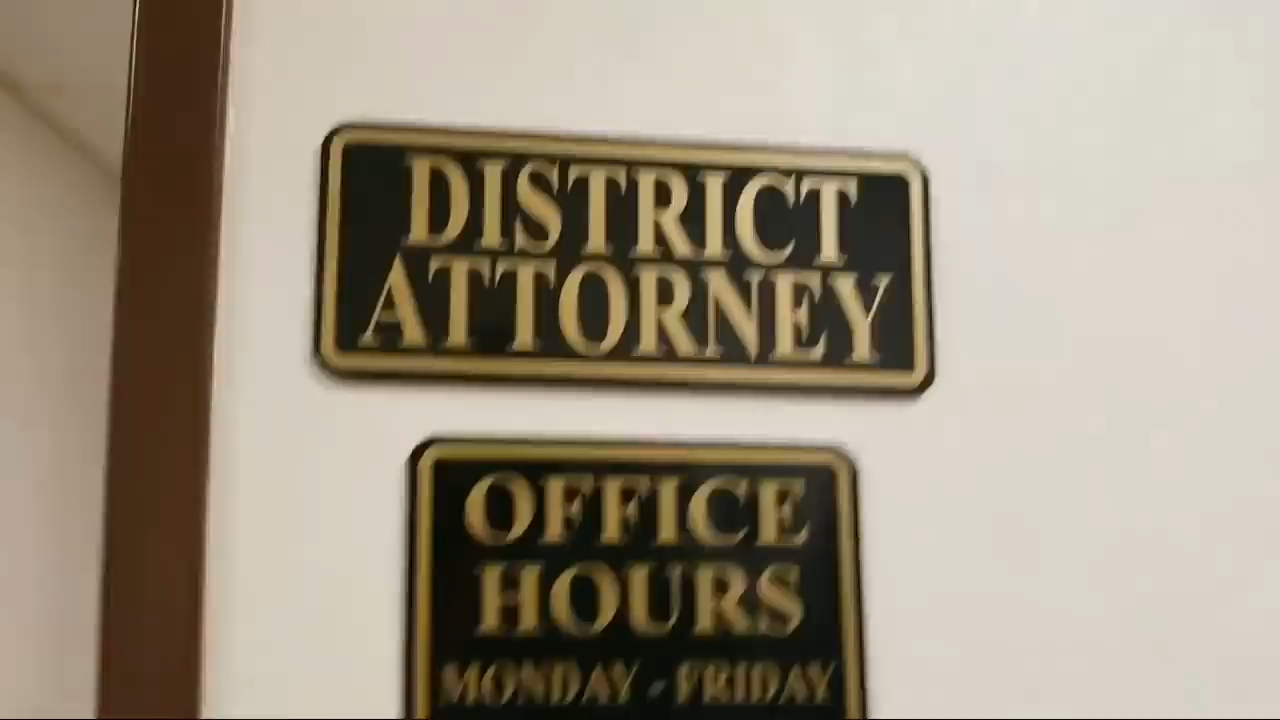 DISTRICT
ATTORNEY
OFFICE
HOURS
MONDAY - FRIDAY